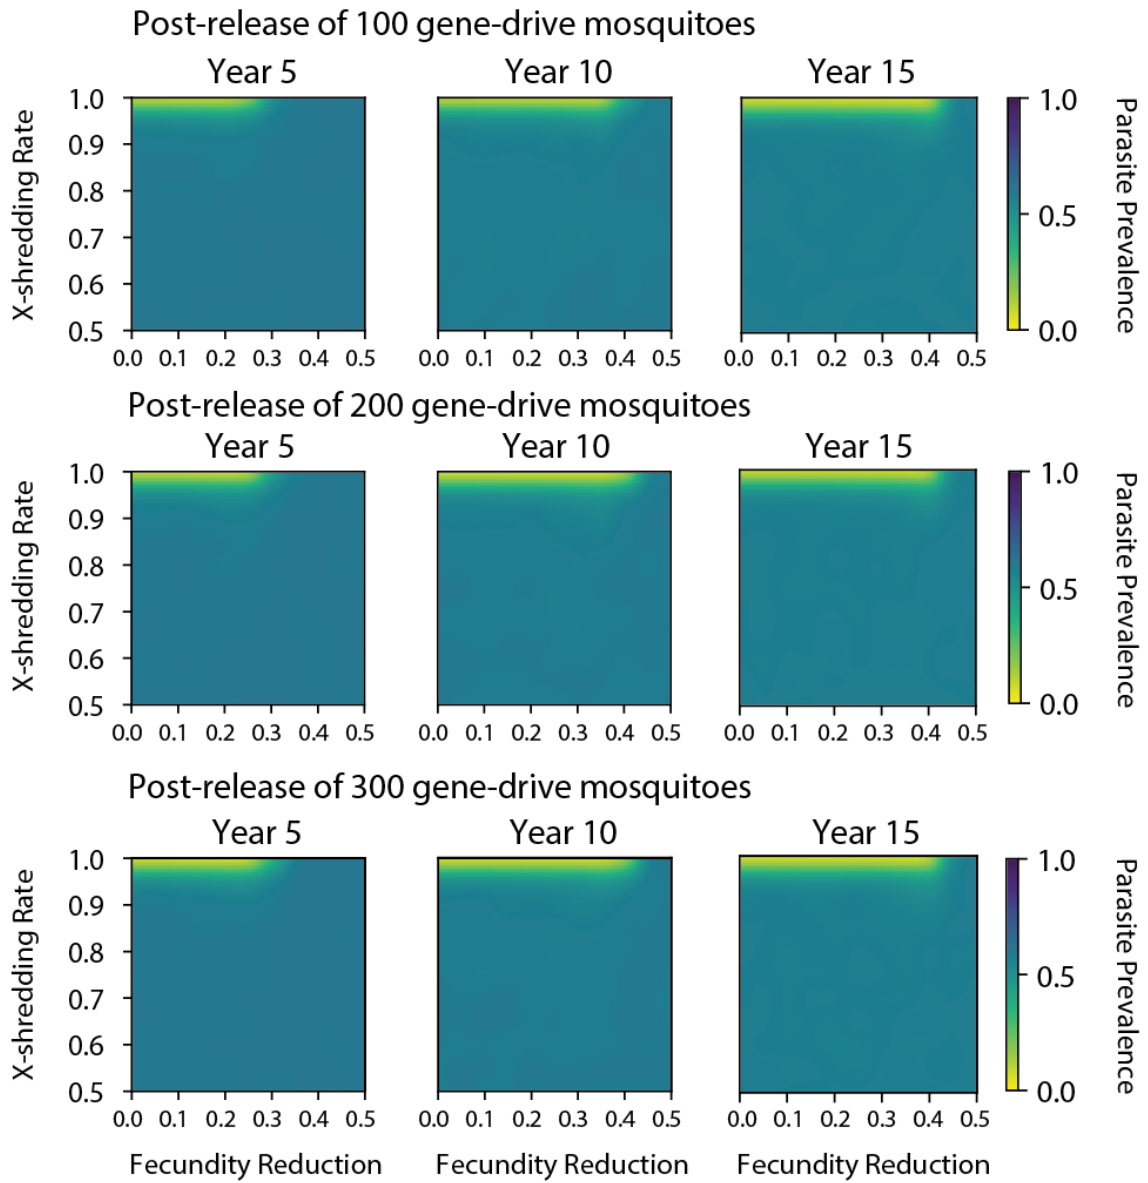 Post-release of 100 gene-drive mosquitoes
Year 5 Year 10 Year 15
X-shredding Rate
1.0
0.9
0.8
0.7
0.6
0.5
0.0 0.1 0.2 0.3 0.4 0.5
0.0 0.1 0.2 0.3 0.4 0.5
0.0 0.1 0.2 0.3 0.4 0.5
1.0
0.5
0.0
Parasite Prevalence
Post-release of 200 gene-drive mosquitoes
Year 5 Year 10 Year 15
X-shredding Rate
1.0
0.9
0.8
0.7
0.6
0.5
0.0 0.1 0.2 0.3 0.4 0.5
0.0 0.1 0.2 0.3 0.4 0.5
0.0 0.1 0.2 0.3 0.4 0.5
1.0
0.5
0.0
Parasite Prevalence
Post-release of 300 gene-drive mosquitoes
Year 5 Year 10 Year 15
X-shredding Rate
1.0
0.9
0.8
0.7
0.6
0.5
0.0 0.1 0.2 0.3 0.4 0.5
0.0 0.1 0.2 0.3 0.4 0.5
0.0 0.1 0.2 0.3 0.4 0.5
1.0
0.5
0.0
Parasite Prevalence
Fecundity Reduction Fecundity Reduction Fecundity Reduction